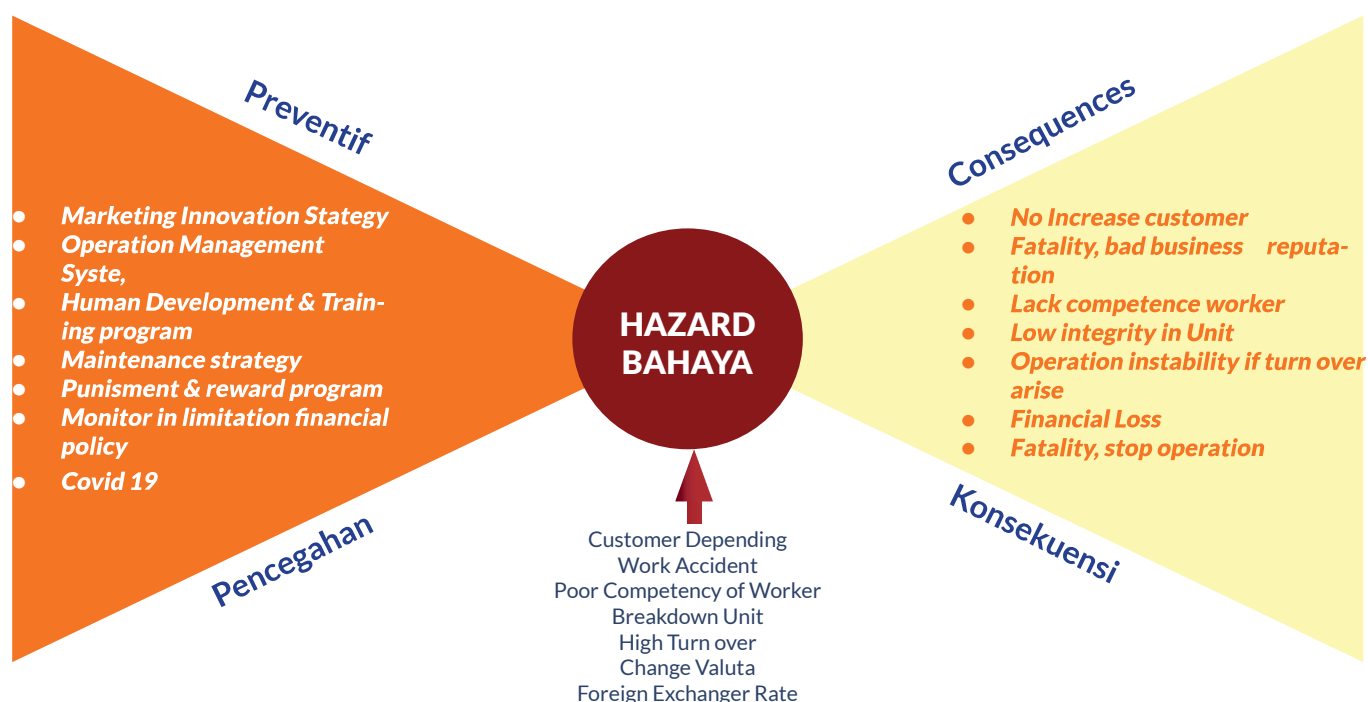 Preventif
● Marketing Innovation Stategy
● Operation Management
Syste,
● Human Development & Train-
ing program
● Maintenance strategy
● Punisment & reward program
● Monitor in limitation financial
policy
● Covid 19
Pencegahan
HAZARD
BAHAYA
Customer Depending
Work Accident
Poor Competency of Worker
Breakdown Unit
High Turn over
Change Valuta
Foreign Exchanger Rate
Consequences
● No Increase customer
● Fatality, bad business reputa-
tion
● Lack competence worker
● Low integrity in Unit
● Operation instability if turn over
arise
● Financial Loss
● Fatality, stop operation
Konsekuensi